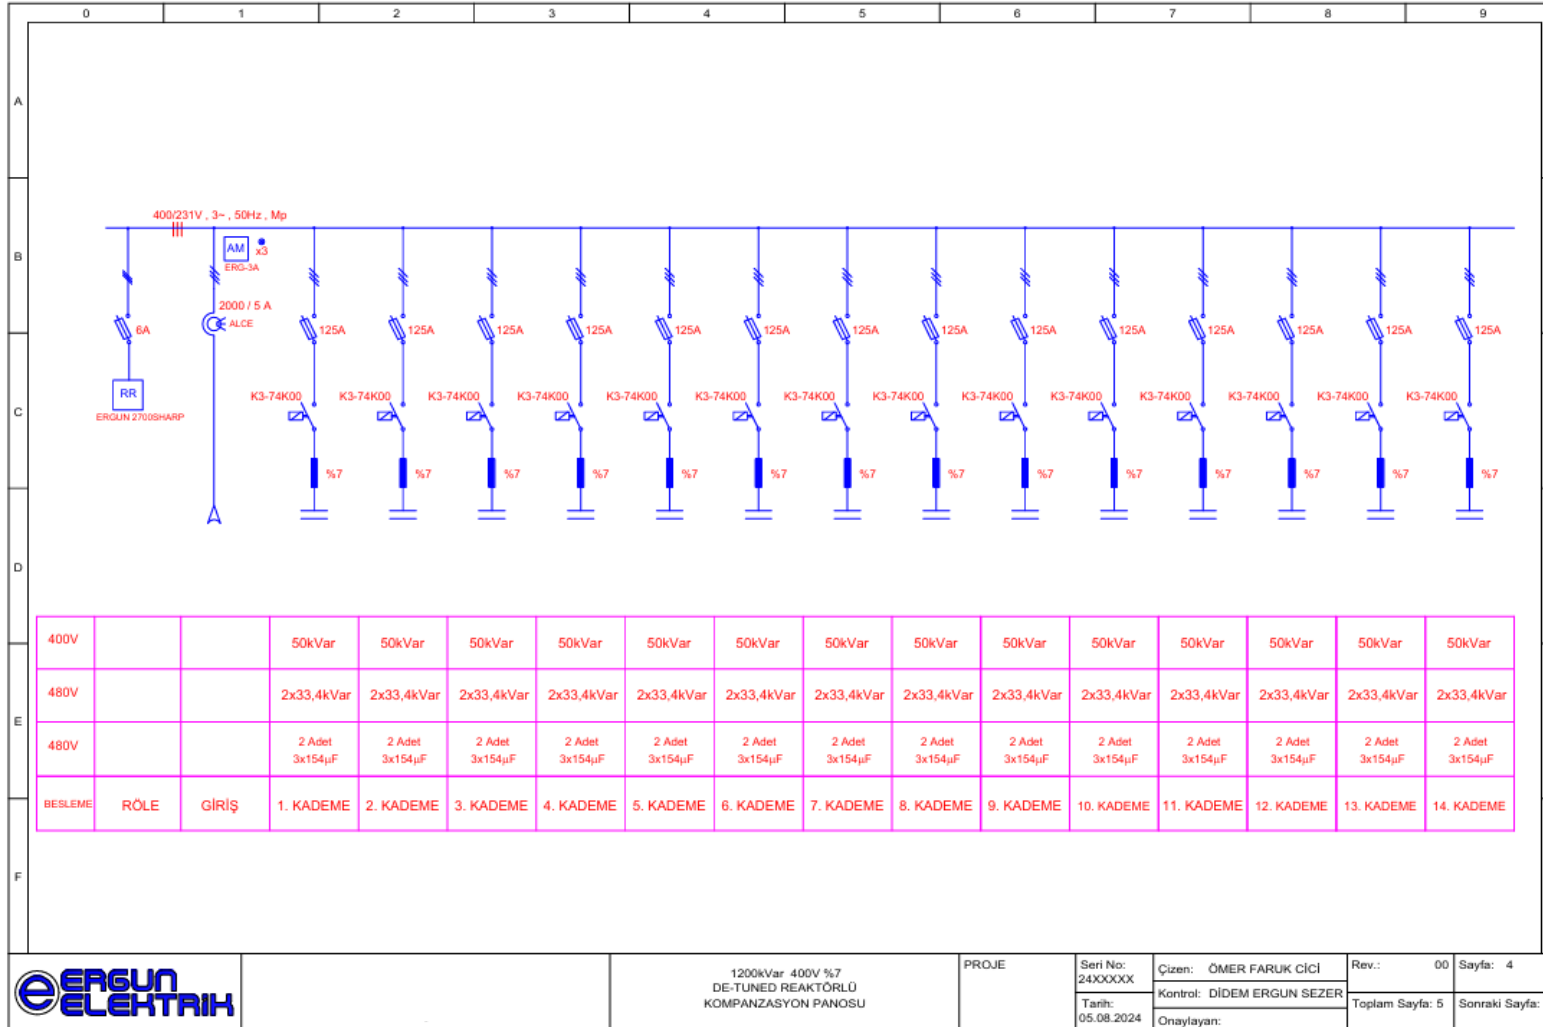 0 1 2 3 4 5 6 7 8 9
A
B
C
D
E
F
400/231V , 3~ , 50Hz , Mp
AM x3
ERG-3A
2000 / 5 A
ALCE
6A
125A 125A 125A 125A 125A 125A 125A 125A 125A 125A 125A 125A 125A 125A
RR
ERGUN 2700SHARP
K3-74K00 K3-74K00 K3-74K00 K3-74K00 K3-74K00 K3-74K00 K3-74K00 K3-74K00 K3-74K00 K3-74K00 K3-74K00 K3-74K00 K3-74K00 K3-74K00
%7 %7 %7 %7 %7 %7 %7 %7 %7 %7 %7 %7 %7 %7
400V 50kVar 50kVar 50kVar 50kVar 50kVar 50kVar 50kVar 50kVar 50kVar 50kVar 50kVar 50kVar 50kVar 50kVar
480V 2x33,4kVar 2x33,4kVar 2x33,4kVar 2x33,4kVar 2x33,4kVar 2x33,4kVar 2x33,4kVar 2x33,4kVar 2x33,4kVar 2x33,4kVar 2x33,4kVar 2x33,4kVar 2x33,4kVar 2x33,4kVar
480V 2 Adet 2 Adet 2 Adet 2 Adet 2 Adet 2 Adet 2 Adet 2 Adet 2 Adet 2 Adet 2 Adet 2 Adet 2 Adet 2 Adet
3x154µF 3x154µF 3x154µF 3x154µF 3x154µF 3x154µF 3x154µF 3x154µF 3x154µF 3x154µF 3x154µF 3x154µF 3x154µF 3x154µF
BESLEME RÖLE GİRİŞ 1. KADEME 2. KADEME 3. KADEME 4. KADEME 5. KADEME 6. KADEME 7. KADEME 8. KADEME 9. KADEME 10. KADEME 11. KADEME 12. KADEME 13. KADEME 14. KADEME
e ERGUN
ELEKTRIK
1200kVar 400V %7
DE-TUNED REAKTÖRLÜ
KOMPANZASYON PANOSU
PROJE
Seri No:
24XXXXX
Tarih:
05.08.2024
Çizen: ÖMER FARUK CİCİ
Kontrol: DİDEM ERGUN SEZER
Onaylayan:
Rev.: 00
Toplam Sayfa: 5
Sayfa: 4
Sonraki Sayfa: